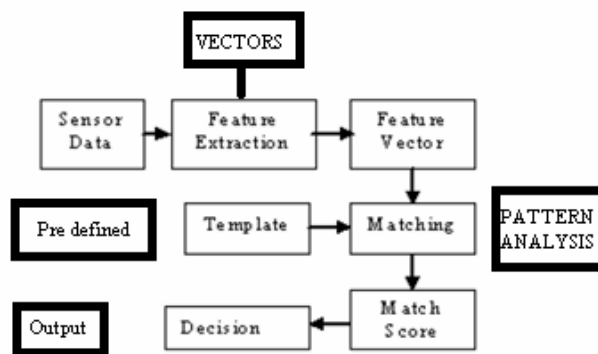 VECTORS
Sensor
Data
Feature
Extraction
Feature
Vector
Pre defined
Template
Matching
PATTERN
ANALYSIS
Output
Decision
Match
Score